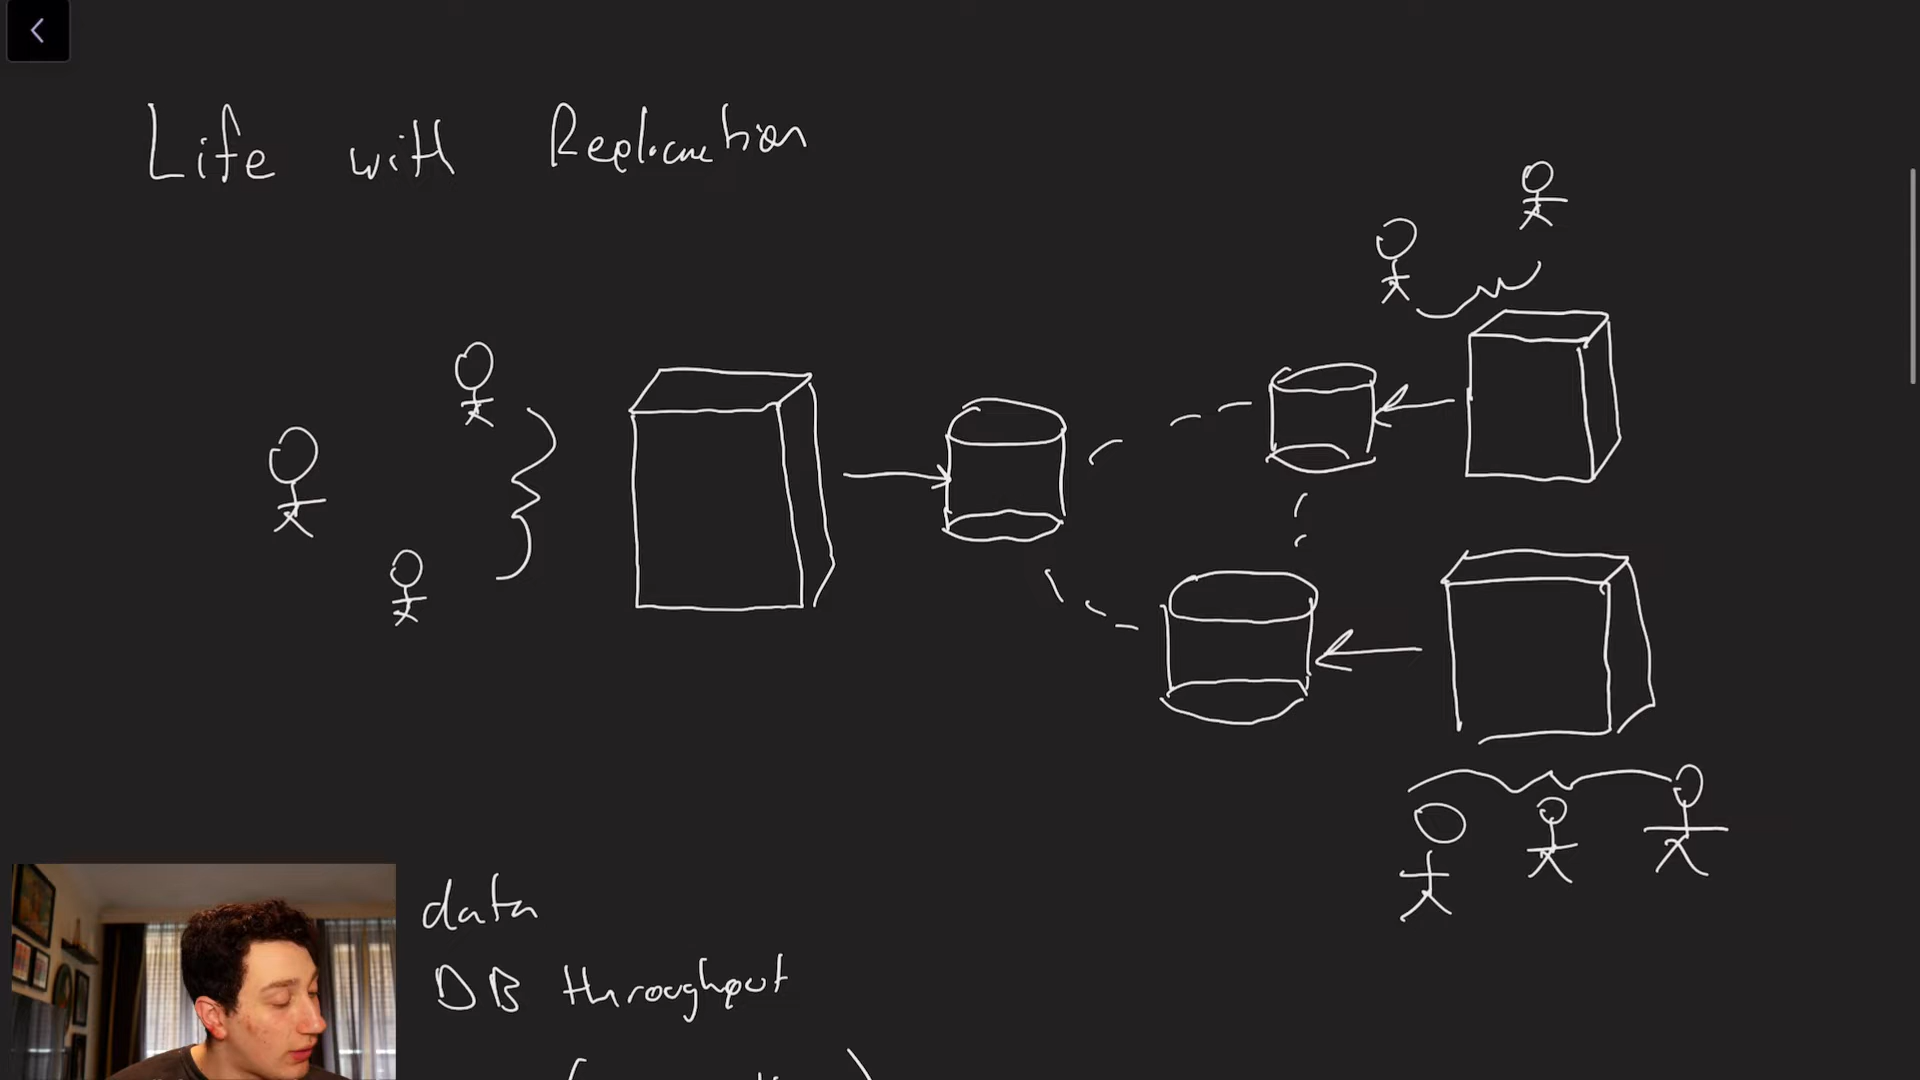 Life with Replication
data
DB throughput